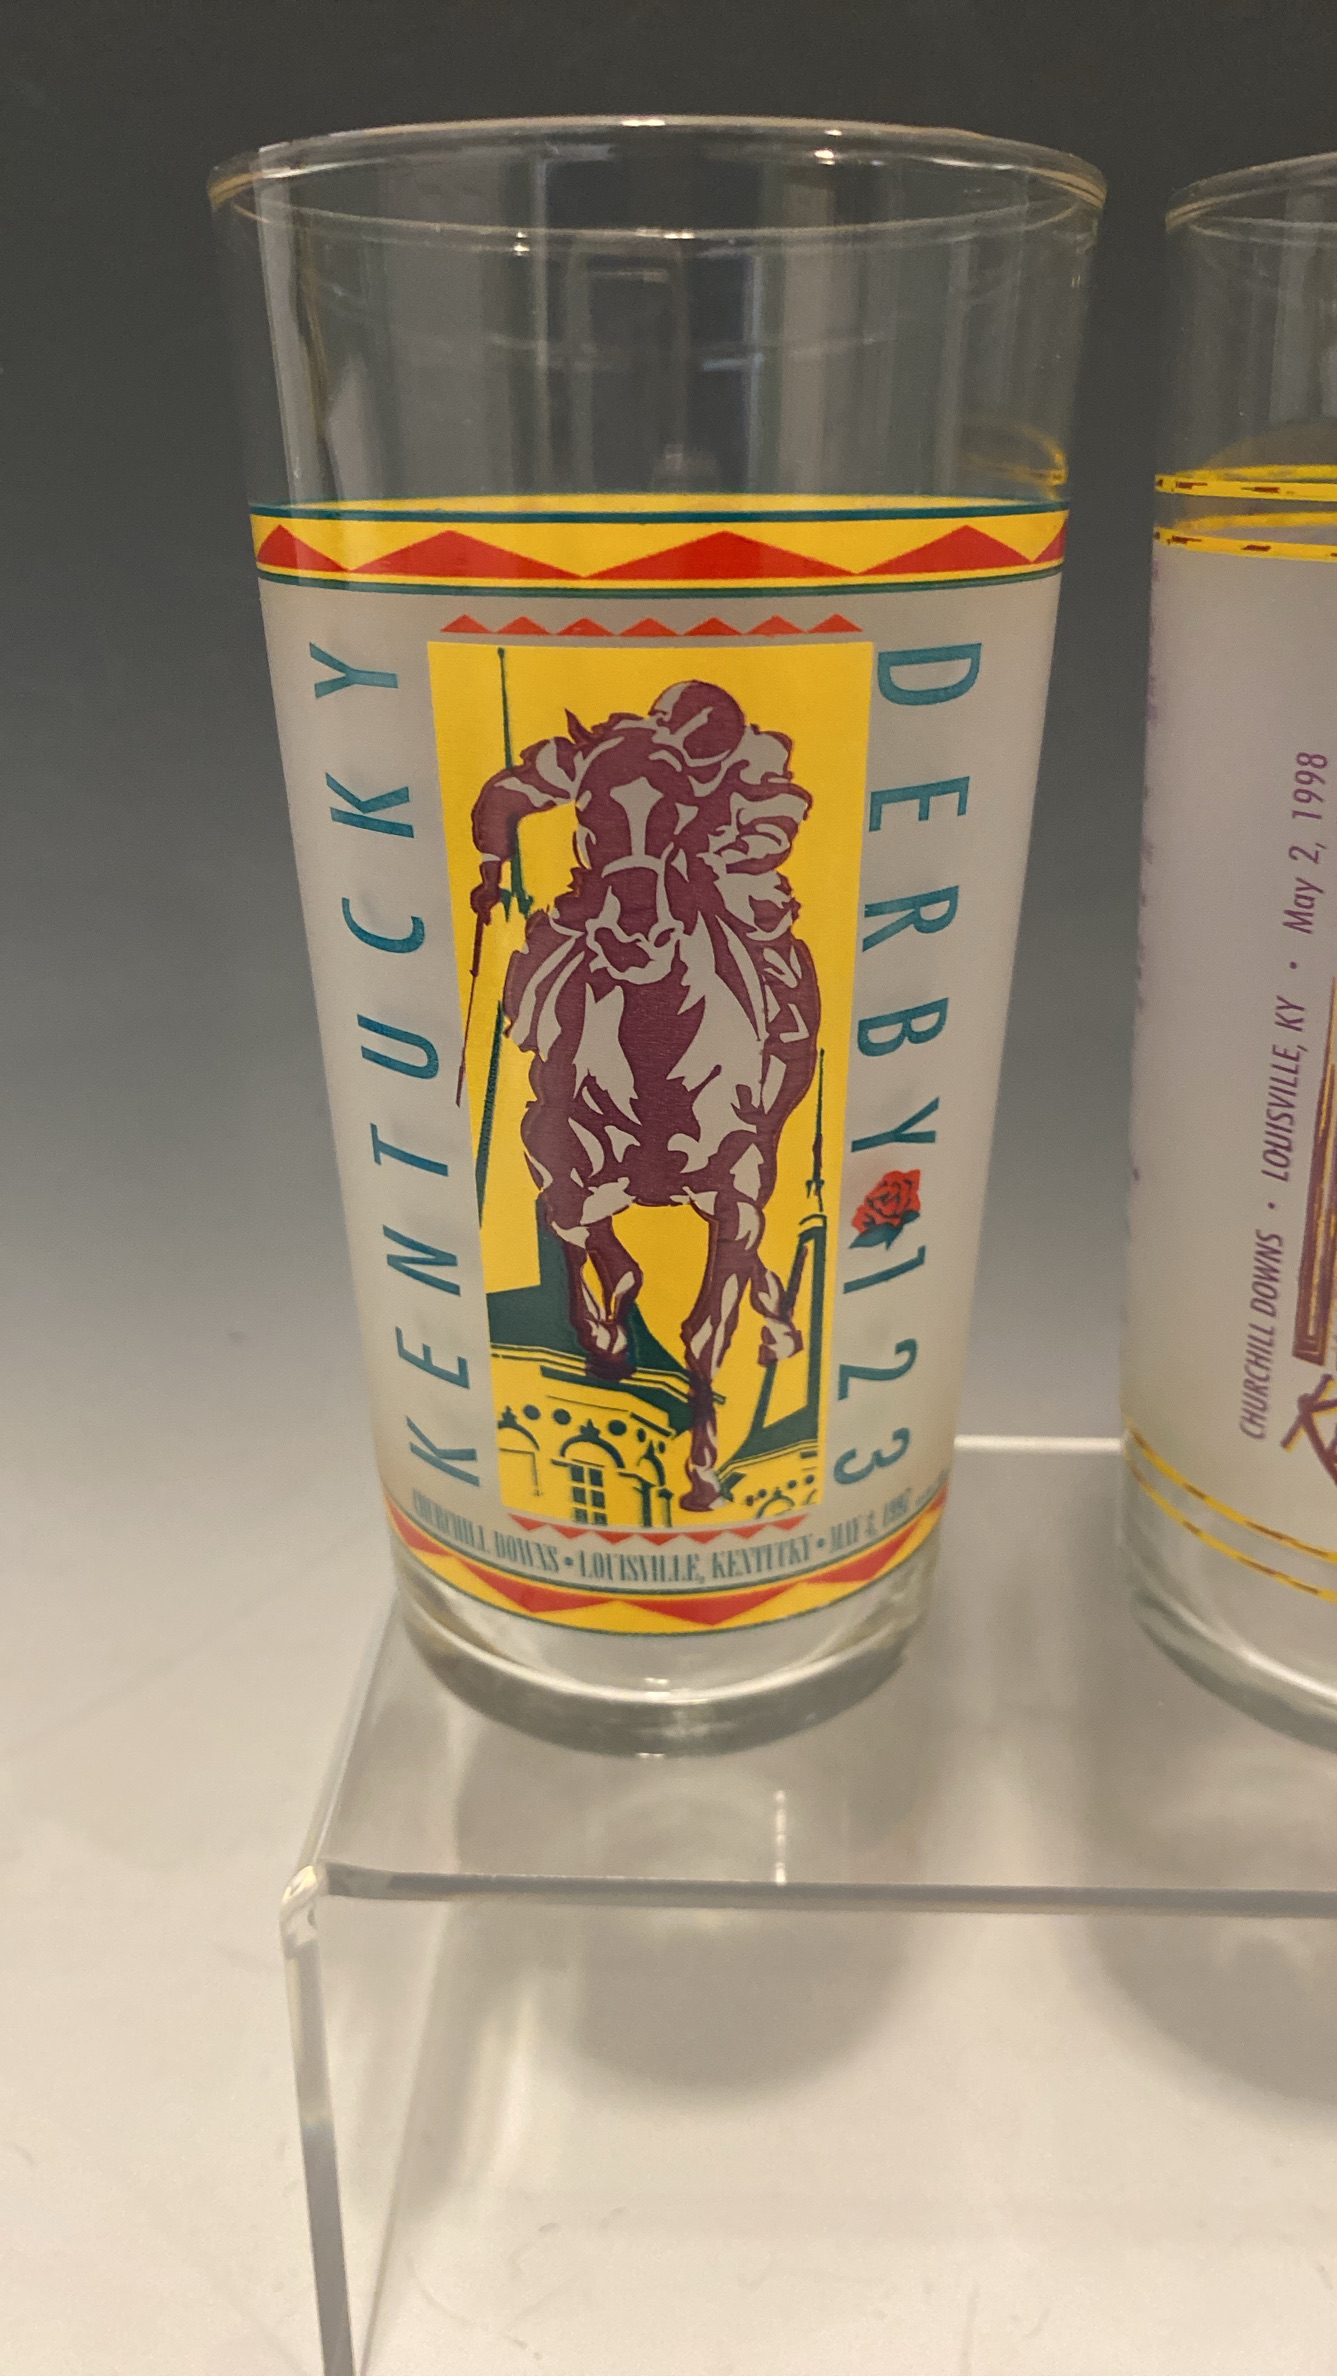 KENTUCKY
DERBY 123
CHURCHILL DOWNS • LOUISVILLE, KENTUCKY • MAY 3, 1997
CHURCHILL DOWNS • LOUISVILLE, KY • May 2, 1998